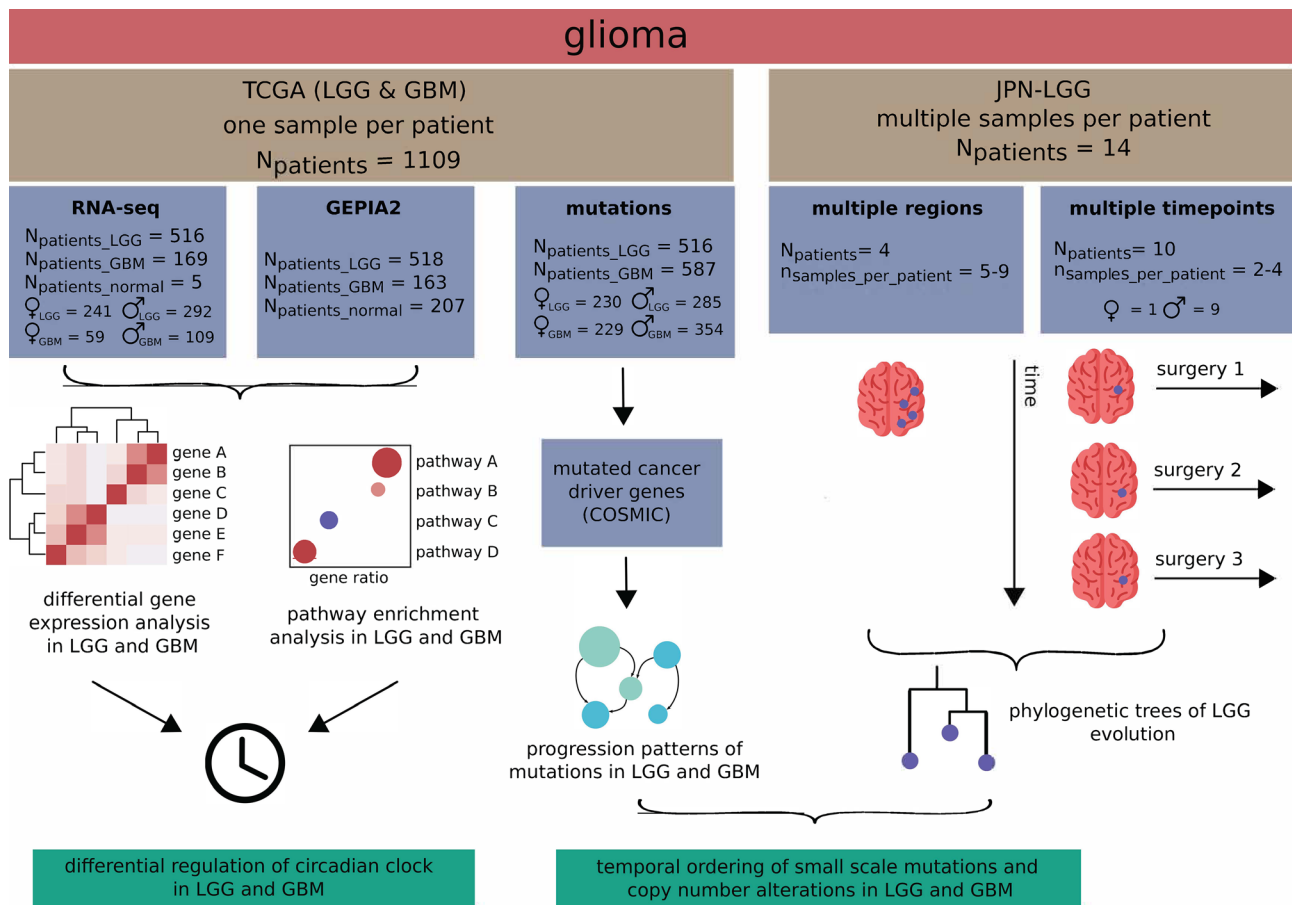 glioma
TCGA (LGG & GBM)
one sample per patient
Npatients = 1109
JPN-LGG
multiple samples per patient
Npatients = 14
RNA-seq
Npatients_LGG = 516
Npatients_GBM = 169
Npatients_normal = 5
♀LGG = 241 ♂LGG = 292
♀GBM = 59 ♂GBM = 109
GEPIA2
Npatients_LGG = 518
Npatients_GBM = 163
Npatients_normal = 207
mutations
Npatients_LGG = 516
Npatients_GBM = 587
♀LGG = 230 ♂LGG = 285
♀GBM = 229 ♂GBM = 354
multiple regions
Npatients= 4
nsamples_per_patient = 5-9
multiple timepoints
Npatients= 10
nsamples_per_patient = 2-4
♀ = 1 ♂ = 9
gene A
gene B
gene C
gene D
gene E
gene F
differential gene
expression analysis
in LGG and GBM
pathway A
pathway B
pathway C
pathway D
gene ratio
pathway enrichment
analysis in LGG and GBM
mutated cancer
driver genes
(COSMIC)
progression patterns of
mutations in LGG and GBM
time
surgery 1
surgery 2
surgery 3
phylogenetic trees of LGG
evolution
differential regulation of circadian clock
in LGG and GBM
temporal ordering of small scale mutations and
copy number alterations in LGG and GBM